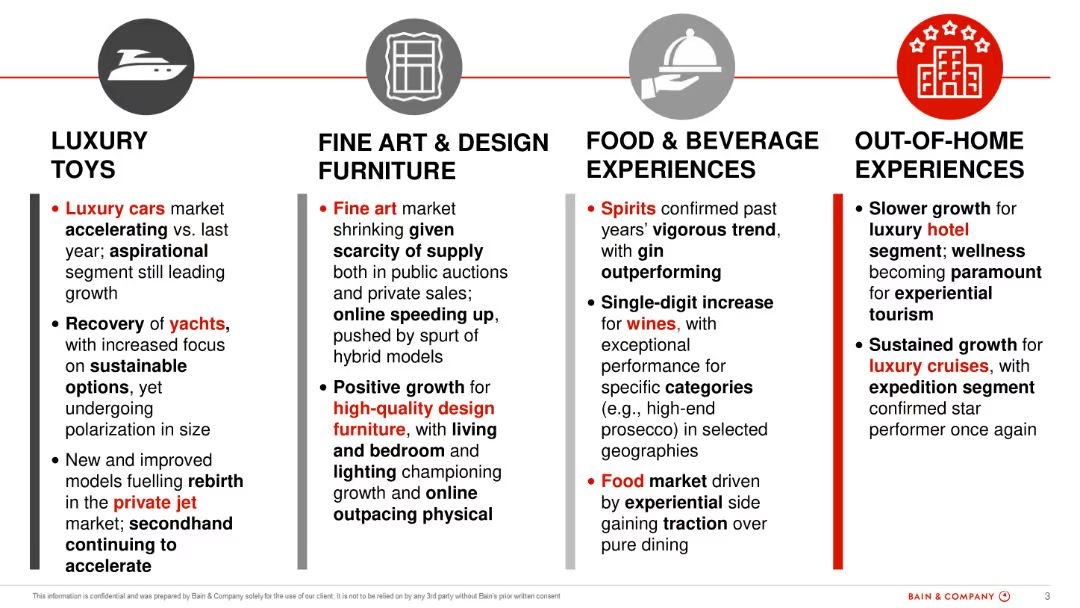 LUXURY
TOYS
• Luxury cars market
accelerating vs. last
year; aspirational
segment still leading
growth
• Recovery of yachts,
with increased focus
on sustainable
options, yet
undergoing
polarization in size
• New and improved
models fuelling rebirth
in the private jet
market; secondhand
continuing to
accelerate
FINE ART & DESIGN
FURNITURE
• Fine art market
shrinking given
scarcity of supply
both in public auctions
and private sales;
online speeding up,
pushed by spurt of
hybrid models
• Positive growth for
high-quality design
furniture, with living
and bedroom and
lighting championing
growth and online
outpacing physical
FOOD & BEVERAGE
EXPERIENCES
• Spirits confirmed past
years' vigorous trend,
with gin
outperforming
• Single-digit increase
for wines, with
exceptional
performance for
specific categories
(e.g., high-end
prosecco) in selected
geographies
• Food market driven
by experiential side
gaining traction over
pure dining
OUT-OF-HOME
EXPERIENCES
• Slower growth for
luxury hotel
segment; wellness
becoming paramount
for experiential
tourism
• Sustained growth for
luxury cruises, with
expedition segment
confirmed star
performer once again
This information is confidential and was prepared by Bain & Company solely for the use of our client; it is not to be relied on by any 3rd party without Bain's prior written consent
BAIN & COMPANY
3